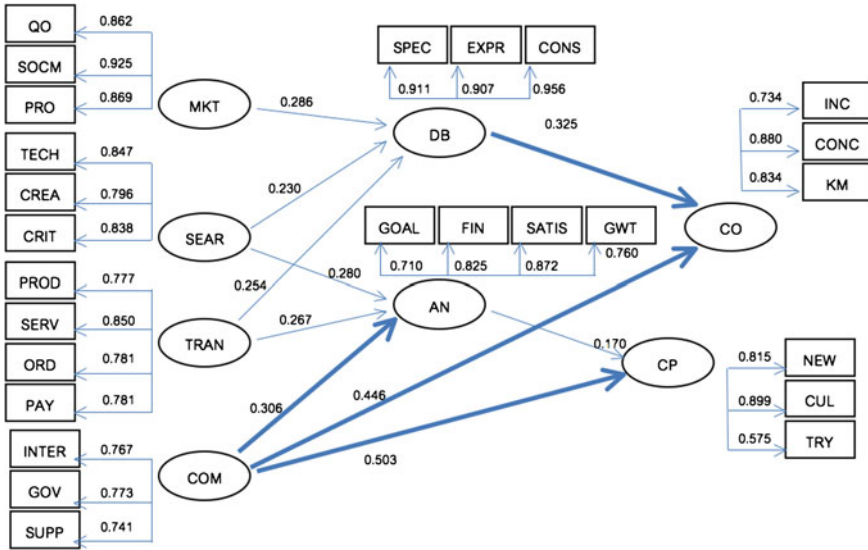 QO
0.862
SOCM
0.925
PRO
0.869
MKT
TECH
0.847
CREA
0.796
CRIT
0.838
SEAR
PROD
0.777
SERV
0.850
ORD
0.781
PAY
0.781
TRAN
INTER
0.767
GOV
0.773
SUPP
0.741
COM
0.286
0.230
0.254
0.280
0.267
0.306
0.446
0.503
SPEC
EXPR
CONS
0.911
0.907
0.956
DB
0.325
GOAL
FIN
SATIS
GWT
0.710
0.825
0.872
0.760
AN
0.170
0.734
INC
0.880
CONC
0.834
KM
CO
CP
0.815
NEW
0.899
CUL
0.575
TRY